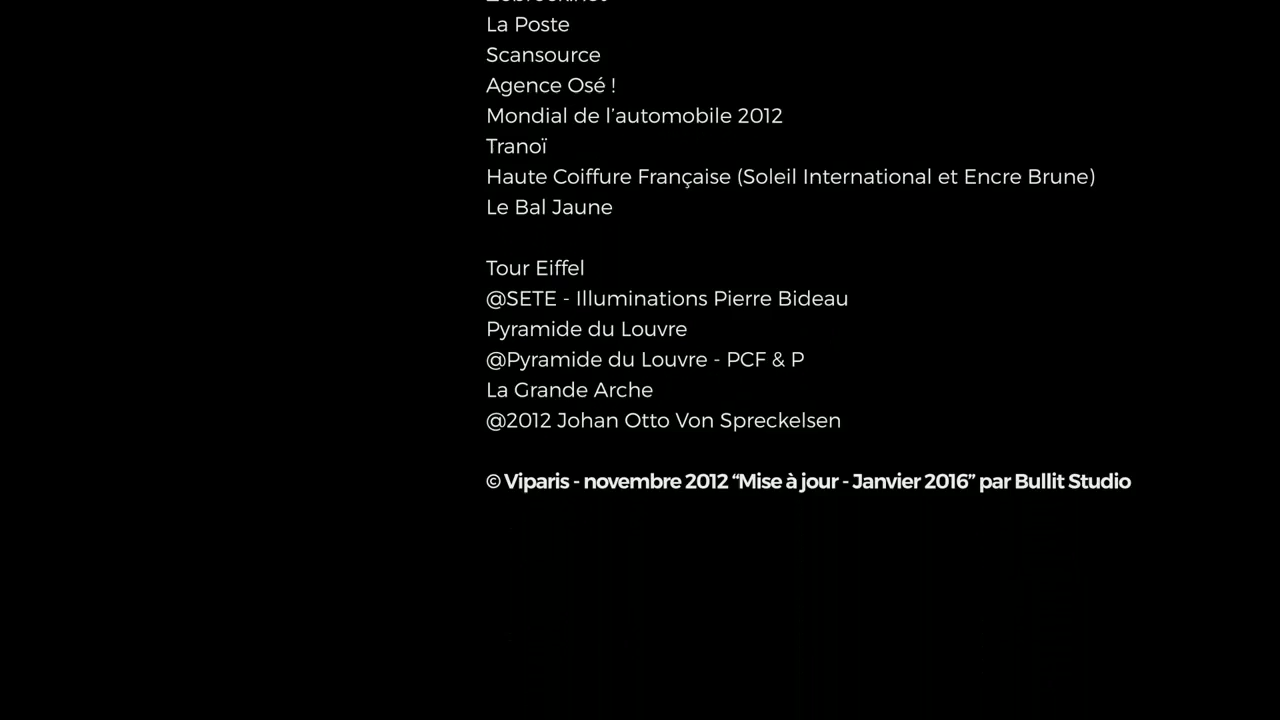 La Poste
Scansource
Agence Osé !
Mondial de l’automobile 2012
Tranoï
Haute Coiffure Française (Soleil International et Encre Brune)
Le Bal Jaune
Tour Eiffel
@SETE - Illuminations Pierre Bideau
Pyramide du Louvre
@Pyramide du Louvre - PCF & P
La Grande Arche
@2012 Johan Otto Von Spreckelsen
© Viparis - novembre 2012 “Mise à jour - Janvier 2016” par Bullit Studio